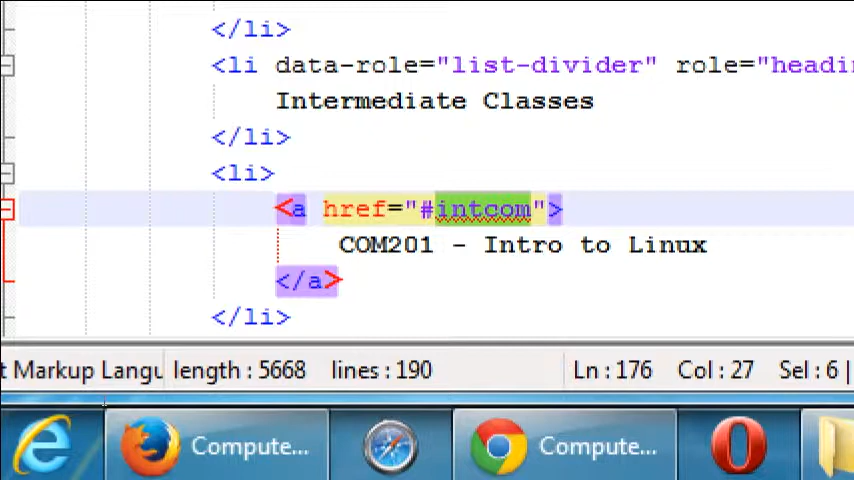 </li>
<li data-role="list-divider" role="headin
Intermediate Classes
</li>
<li>
<a href="#intcom">
COM201 - Intro to Linux
</a>
</li>
t Markup Langu length : 5668 lines : 190 Ln : 176 Col : 27 Sel : 6 |
Compute... Compute...